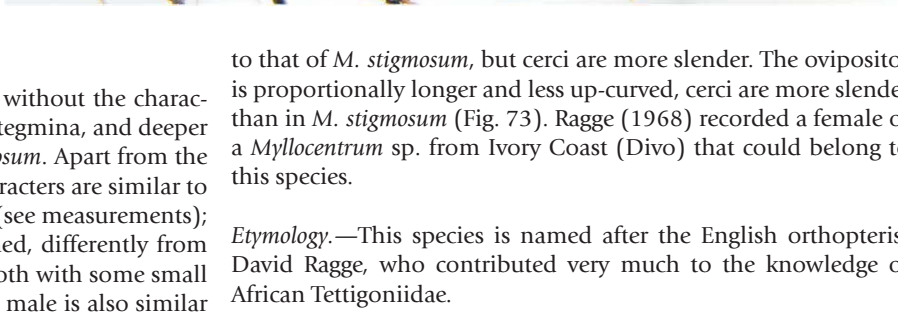 without the charac-
tegmina, and deeper
osum. Apart from the
racters are similar to
(see measurements);
ed, differently from
oth with some small
male is also similar
to that of M. stigmosum, but cerci are more slender. The oviposito
is proportionally longer and less up-curved, cerci are more slende
than in M. stigmosum (Fig. 73). Ragge (1968) recorded a female o
a Myllocentrum sp. from Ivory Coast (Divo) that could belong t
this species.
Etymology.—This species is named after the English orthopteris
David Ragge, who contributed very much to the knowledge o
African Tettigoniidae.